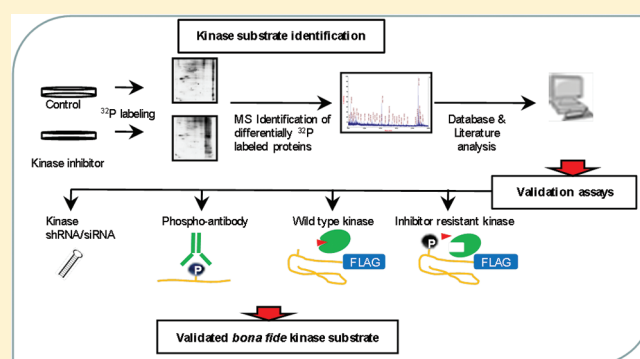 Kinase substrate identification
Control
³²P labeling
Kinase inhibitor
MS Identification of
differentially ³²P
labeled proteins
Database &
Literature
analysis
Validation assays
Kinase
shRNA/siRNA
Phospho-antibody
Wild type kinase
Inhibitor resistant kinase
P
P
FLAG
FLAG
Validated bona fide kinase substrate